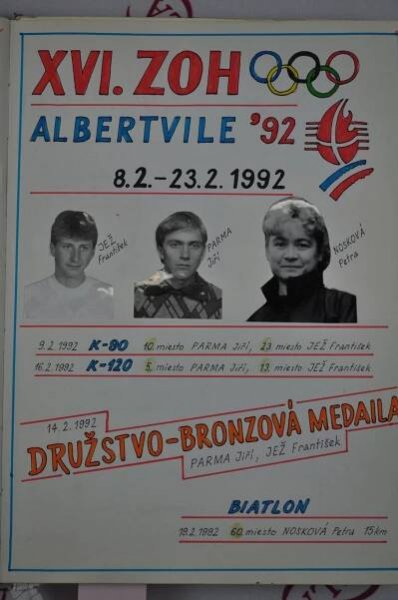 XVI. ZOH
ALBERTVILE '92
8.2.-23.2. 1992
JEŽ
František
PARMA
Jiří
NOSKOVÁ
Petra
9.2.1992 K-90 10. miesto PARMA Jiří, 23. miesto JEŽ František
16.2.1992 K-120 5. miesto PARMA Jiří, 13. miesto JEŽ František
14.2.1992
DRUŽSTVO-BRONZOVÁ MEDAILA
PARMA Jiří, JEŽ František
BIATLON
19.2.1992 60. miesto NOSKOVÁ Petra 15km